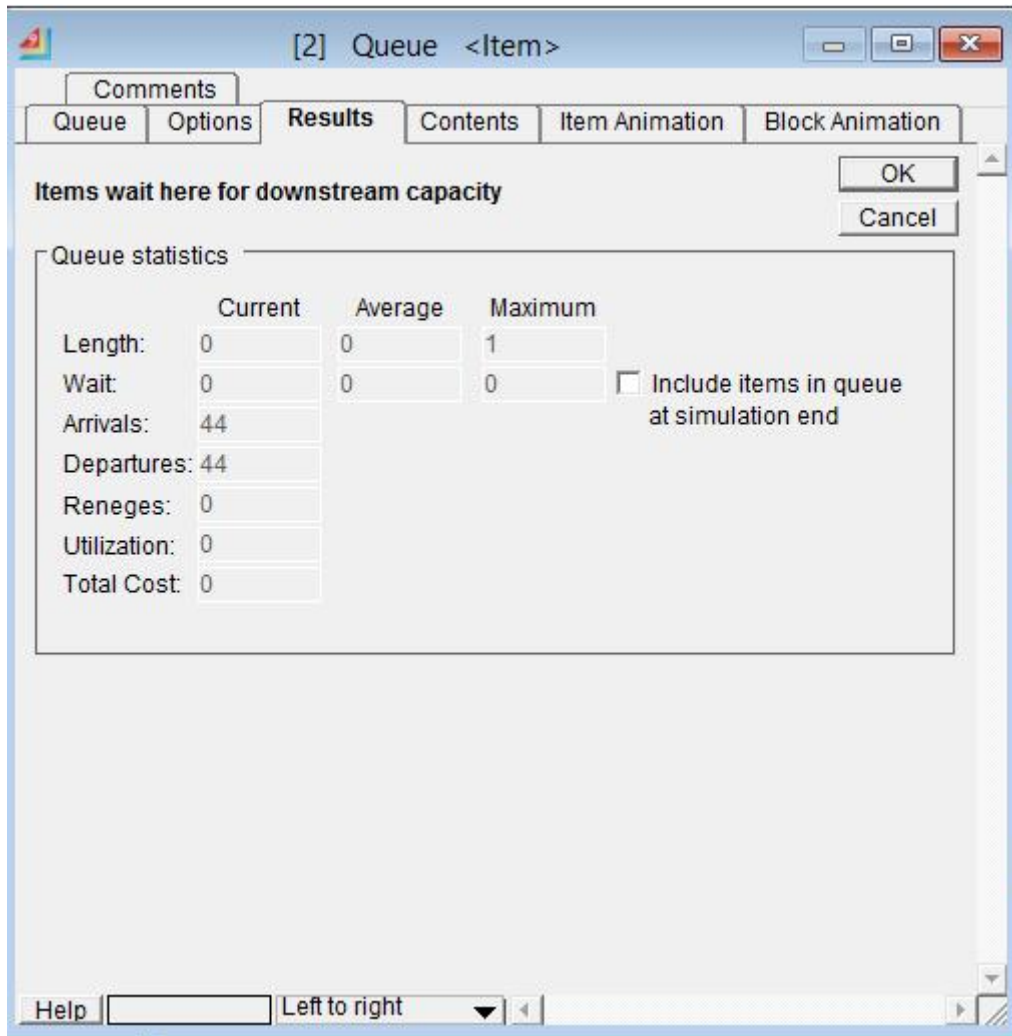 [2] Queue <Item>
Comments
Queue Options Results Contents Item Animation Block Animation
OK
Items wait here for downstream capacity
Cancel
Queue statistics
Current Average Maximum
Length: 0 0 1
Wait: 0 0 0 Include items in queue
at simulation end
Arrivals: 44
Departures: 44
Reneges: 0
Utilization: 0
Total Cost: 0
Help Left to right